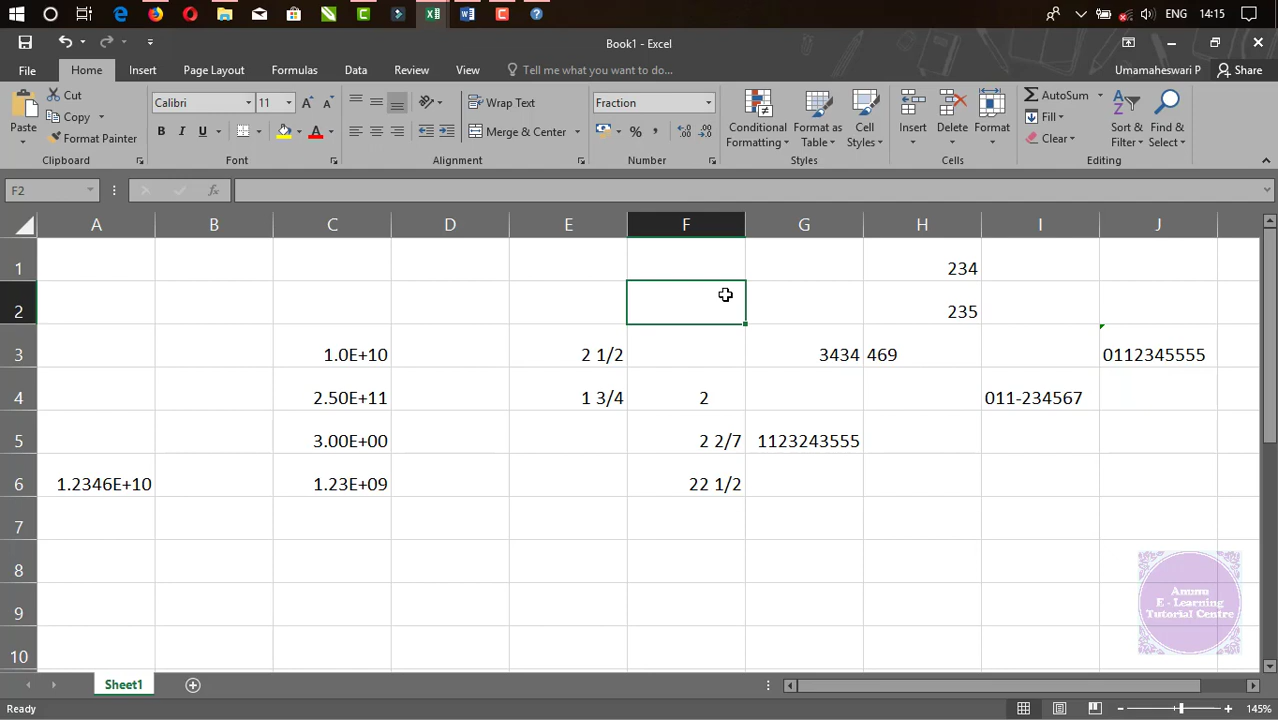 ENG 14:15
Book1 - Excel
File Home Insert Page Layout Formulas Data Review View Tell me what you want to do... Umamaheswari P Share
Paste
Cut
Copy
Format Painter
Clipboard
Calibri 11
B I U
Font
Wrap Text
Merge & Center
Alignment
Fraction
%
Number
Conditional Formatting
Format as Table
Cell Styles
Styles
Insert Delete Format
Cells
AutoSum
Fill
Clear
Sort & Filter
Find & Select
Editing
F2 fx
A B C D E F G H I J
1 234
2 235
3 1.0E+10 2 1/2 3434 469 0112345555
4 2.50E+11 1 3/4 2 011-234567
5 3.00E+00 2 2/7 1123243555
6 1.2346E+10 1.23E+09 22 1/2
7
8
9
10
Anunu
E - Learning
Tutorial Centre
Sheet1
Ready 145%